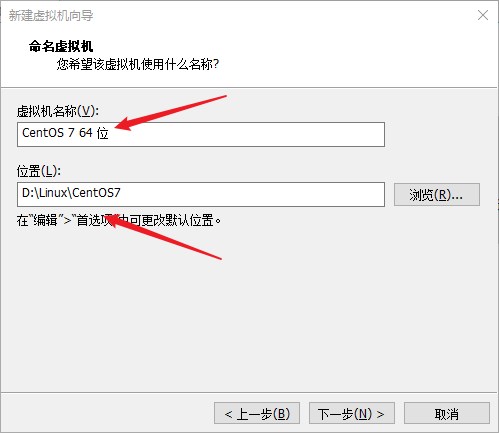 新建虚拟机向导
命名虚拟机
您希望该虚拟机使用什么名称?
虚拟机名称(V):
CentOS 7 64 位
位置(L):
D:\Linux\CentOS7
浏览(R)...
在“编辑”>“首选项”中可更改默认位置。
< 上一步(B)
下一步(N) >
取消